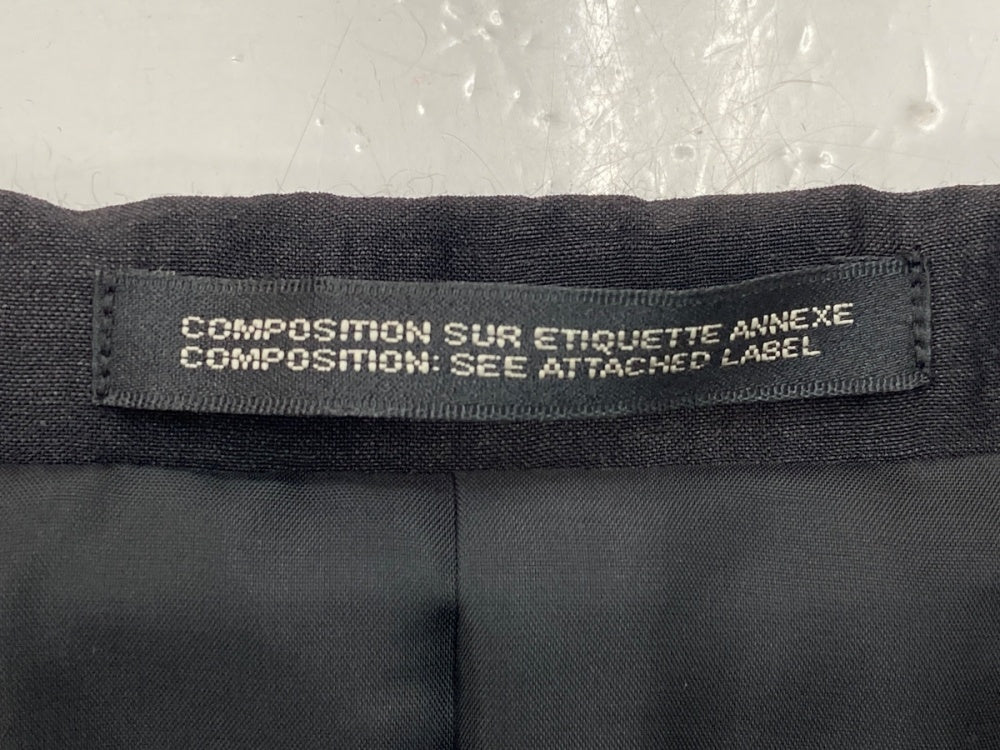 COMPOSITION SUR ETIQUETTE ANNEXE
COMPOSITION: SEE ATTACHED LABEL